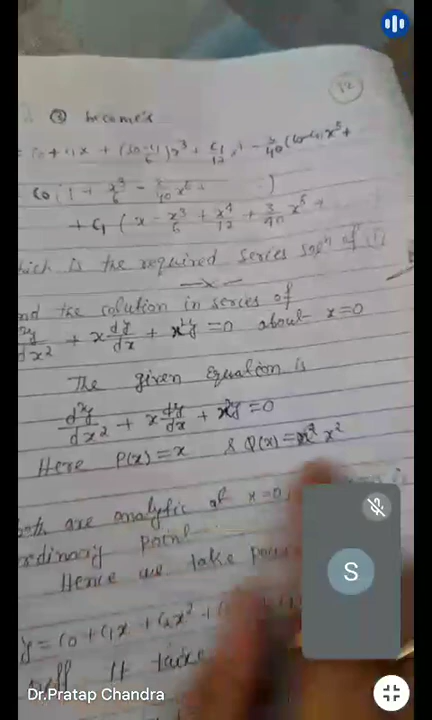 12
③ becomes
= c₀ + c₁x + (c₀-c₁/6)x³ + c₁/12 - 3/40 (c₀-c₁)x⁵ +
c₀ (1 + x³/6 - 3/40 x⁵ + )
+ c₁ (x - x³/6 + x⁴/12 + 3/40 x⁵ +
which is the required series solⁿ of (1)
the solution in series of
d²y/dx² + x dy/dx + x²y = 0 about x=0
The given equation is
d²y/dx² + x dy/dx + x²y = 0
Here P(x) = x & Q(x) = x²
both are analytic at x=0,
ordinary point
Hence we take
y = c₀ + c₁x + c₂x² +
it takes
S
Dr.Pratap Chandra